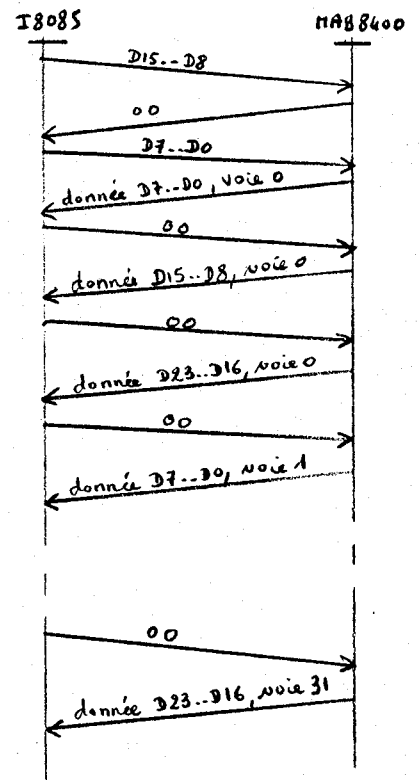 I8085 MAB8400
D15..D8
00
D7..D0
donnée D7..D0, voie 0
00
donnée D15..D8, voie 0
00
donnée D23..D16, voie 0
00
donnée D7..D0, voie 1
00
donnée D23..D16, voie 31